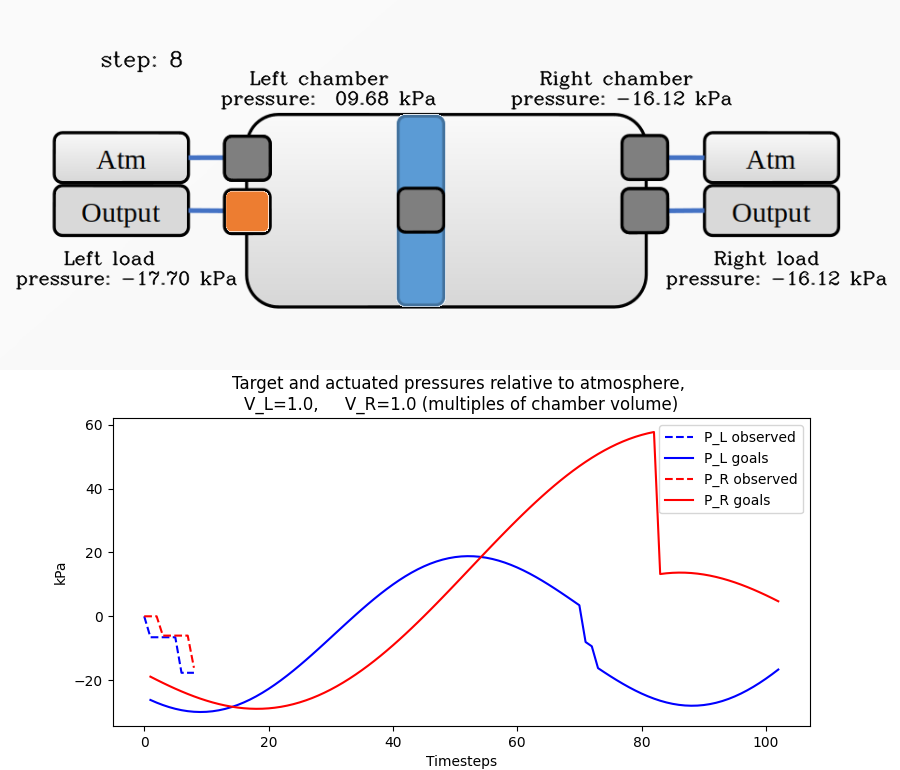 step: 8
Left chamber
pressure:  09.68 kPa
Right chamber
pressure: −16.12 kPa
Atm
Output
Atm
Output
Left load
pressure: −17.70 kPa
Right load
pressure: −16.12 kPa
Target and actuated pressures relative to atmosphere,
V_L=1.0,     V_R=1.0 (multiples of chamber volume)
60
40
20
0
−20
kPa
P_L observed
P_L goals
P_R observed
P_R goals
0 20 40 60 80 100
Timesteps